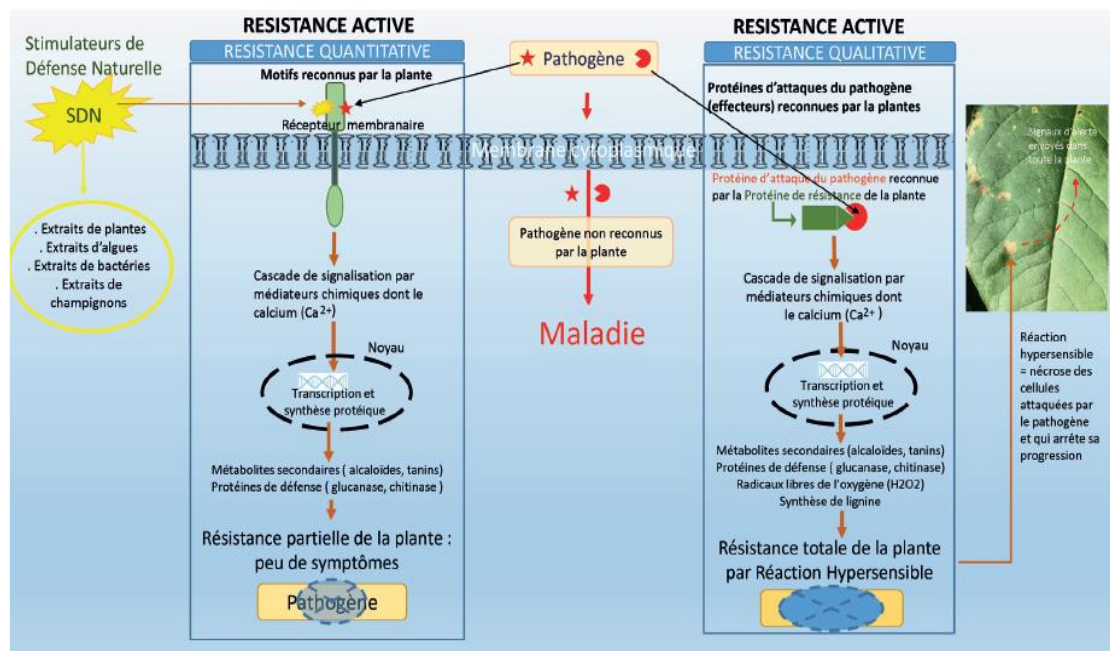 Stimulateurs de
Défense Naturelle
SDN
. Extraits de plantes
. Extraits d'algues
. Extraits de bactéries
. Extraits de
champignons
RESISTANCE ACTIVE
RESISTANCE QUANTITATIVE
Motifs reconnus par la plante
Récepteur membranaire
Cascade de signalisation par
médiateurs chimiques dont le
calcium (Ca2+)
Noyau
Transcription et
synthèse protéique
Métabolites secondaires ( alcaloïdes, tanins)
Protéines de défense ( glucanase, chitinase )
Résistance partielle de la plante :
peu de symptômes
Pathogène
Pathogène
Membrane cytoplasmique
Pathogène non reconnus
par la plante
Maladie
RESISTANCE ACTIVE
RESISTANCE QUALITATIVE
Protéines d'attaques du pathogène
(effecteurs) reconnues par la plantes
Protéine d'attaque du pathogène reconnue
par la Protéine de résistance de la plante
Cascade de signalisation par
médiateurs chimiques dont
le calcium (Ca2+ )
Noyau
Transcription et
synthèse protéique
Métabolites secondaires (alcaloïdes, tanins)
Protéines de défense ( glucanase, chitinase)
Radicaux libres de l'oxygène (H2O2)
Synthèse de lignine
Résistance totale de la plante
par Réaction Hypersensible
Signaux d'alerte
envoyés dans
toute la plante
Réaction
hypersensible
= nécrose des
cellules
attaquées par
le pathogène
et qui arrête sa
progression